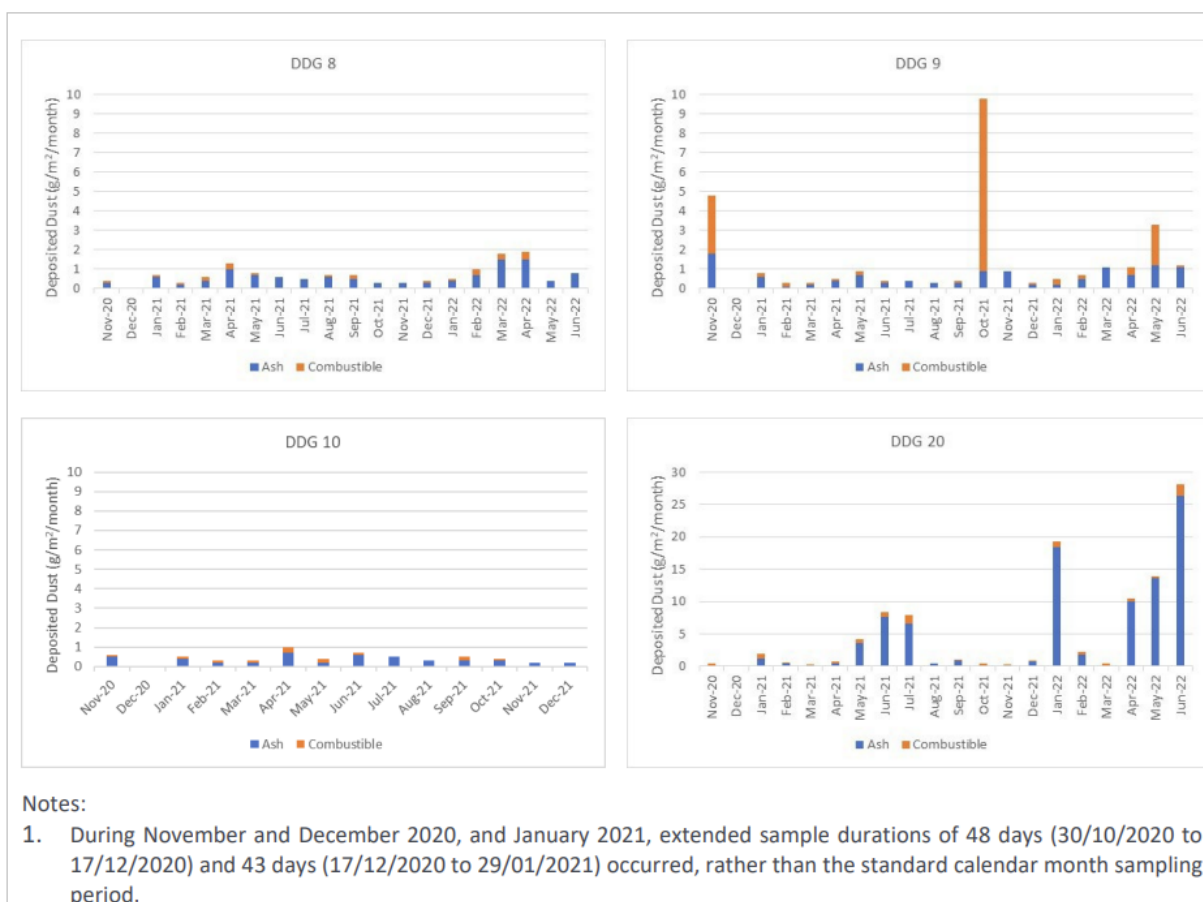 DDG 8
Deposited Dust (g/m²/month)
10
9
8
7
6
5
4
3
2
1
0
Nov-20
Dec-20
Jan-21
Feb-21
Mar-21
Apr-21
May-21
Jun-21
Jul-21
Aug-21
Sep-21
Oct-21
Nov-21
Dec-21
Jan-22
Feb-22
Mar-22
Apr-22
May-22
Jun-22
Ash Combustible
DDG 9
Deposited Dust (g/m²/month)
10
9
8
7
6
5
4
3
2
1
0
Nov-20
Dec-20
Jan-21
Feb-21
Mar-21
Apr-21
May-21
Jun-21
Jul-21
Aug-21
Sep-21
Oct-21
Nov-21
Dec-21
Jan-22
Feb-22
Mar-22
Apr-22
May-22
Jun-22
Ash Combustible
DDG 10
Deposited Dust (g/m²/month)
10
9
8
7
6
5
4
3
2
1
0
Nov-20
Dec-20
Jan-21
Feb-21
Mar-21
Apr-21
May-21
Jun-21
Jul-21
Aug-21
Sep-21
Oct-21
Nov-21
Dec-21
Ash Combustible
DDG 20
Deposited Dust (g/m²/month)
30
25
20
15
10
5
0
Nov-20
Dec-20
Jan-21
Feb-21
Mar-21
Apr-21
May-21
Jun-21
Jul-21
Aug-21
Sep-21
Oct-21
Nov-21
Dec-21
Jan-22
Feb-22
Mar-22
Apr-22
May-22
Jun-22
Ash Combustible
Notes:
1. During November and December 2020, and January 2021, extended sample durations of 48 days (30/10/2020 to
17/12/2020) and 43 days (17/12/2020 to 29/01/2021) occurred, rather than the standard calendar month sampling
period.